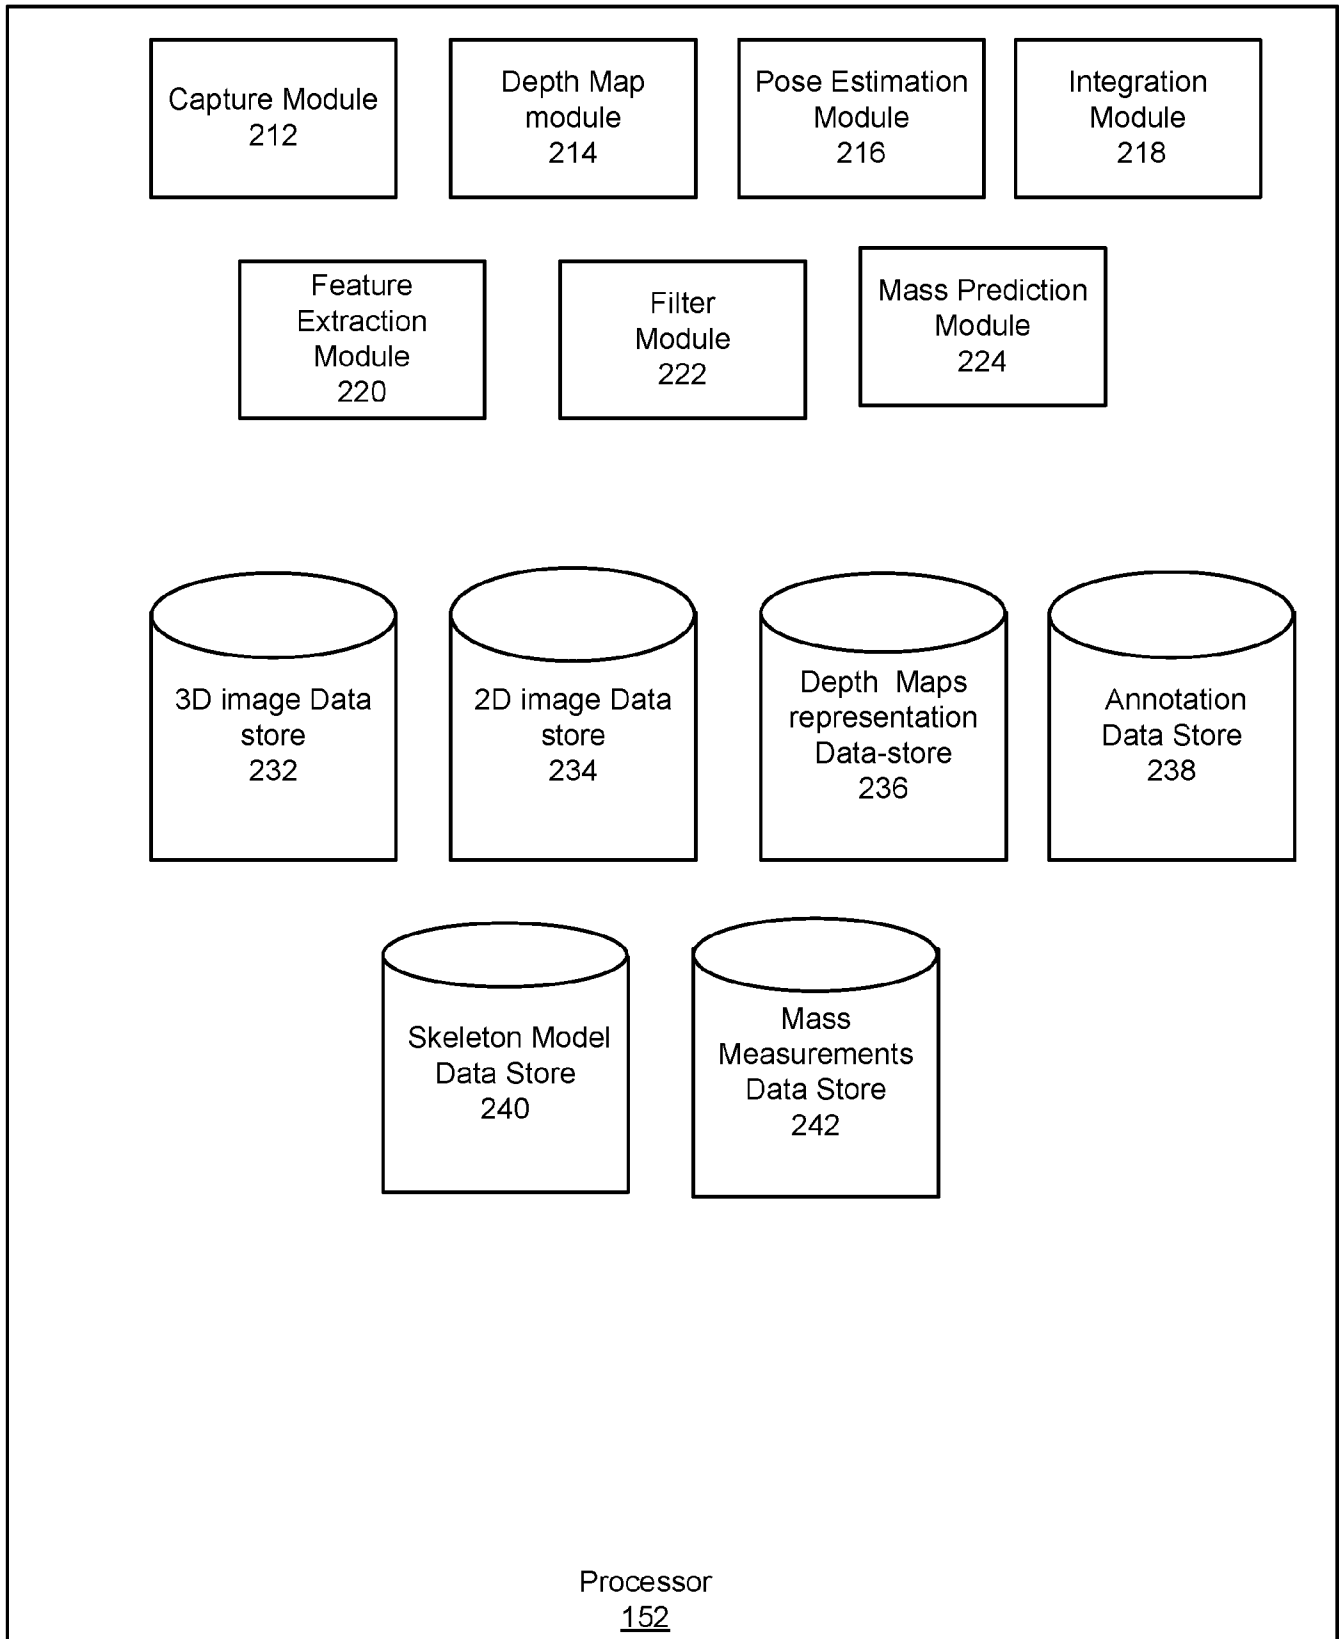 Capture Module
212
Depth Map
module
214
Pose Estimation
Module
216
Integration
Module
218
Feature
Extraction
Module
220
Filter
Module
222
Mass Prediction
Module
224
3D image Data
store
232
2D image Data
store
234
Depth Maps
representation
Data-store
236
Annotation
Data Store
238
Skeleton Model
Data Store
240
Mass
Measurements
Data Store
242
Processor
152